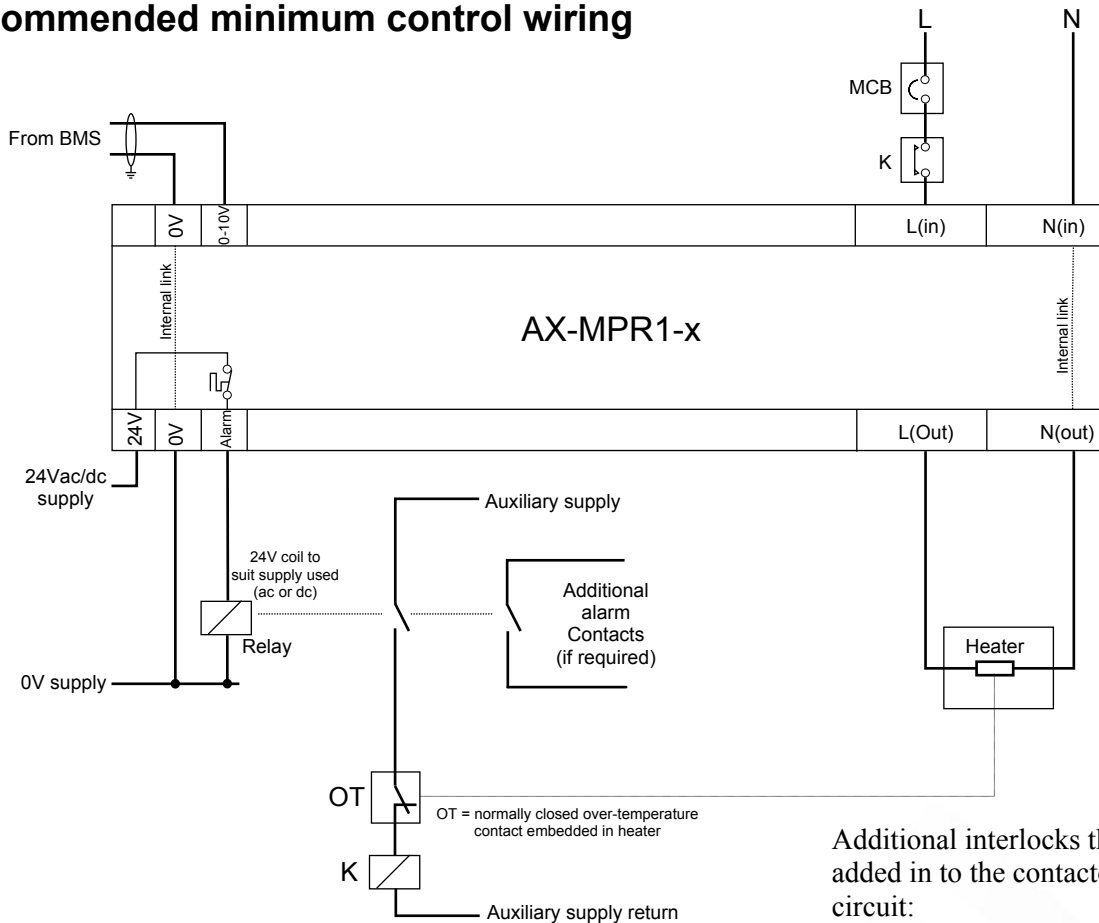 ommended minimum control wiring
L
N
MCB
From BMS
K
0V
0-10V
L(in)
N(in)
Internal link
Internal link
AX-MPR1-x
24V
0V
Alarm
L(Out)
N(out)
24Vac/dc
supply
Auxiliary supply
24V coil to
suit supply used
(ac or dc)
Additional
alarm
Contacts
(if required)
Relay
Heater
0V supply
OT
OT = normally closed over-temperature
contact embedded in heater
K
Auxiliary supply return
Additional interlocks th
added in to the contacto
circuit: